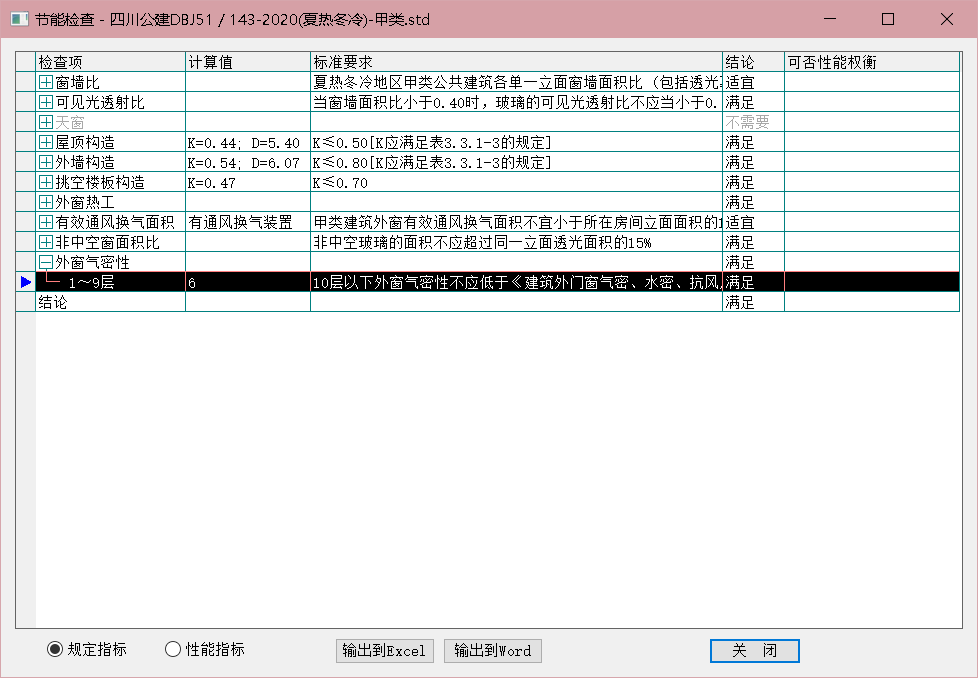 节能检查 - 四川公建DBJ51 / 143-2020(夏热冬冷)-甲类.std
检查项 计算值 标准要求 结论 可否性能权衡
窗墙比 夏热冬冷地区甲类公共建筑各单一立面窗墙面积比（包括透光 适宜
可见光透射比 当窗墙面积比小于0.40时，玻璃的可见光透射比不应当小于0. 满足
天窗 不需要
屋顶构造 K=0.44; D=5.40 K≤0.50[K应满足表3.3.1-3的规定] 满足
外墙构造 K=0.54; D=6.07 K≤0.80[K应满足表3.3.1-3的规定] 满足
挑空楼板构造 K=0.47 K≤0.70 满足
外窗热工 满足
有效通风换气面积 有通风换气装置 甲类建筑外窗有效通风换气面积不宜小于所在房间立面面积的1 适宜
非中空窗面积比 非中空玻璃的面积不应超过同一立面透光面积的15% 满足
外窗气密性 满足
1～9层 6 10层以下外窗气密性不应低于《建筑外门窗气密、水密、抗风 满足
结论 满足
规定指标 性能指标 输出到Excel 输出到Word 关 闭